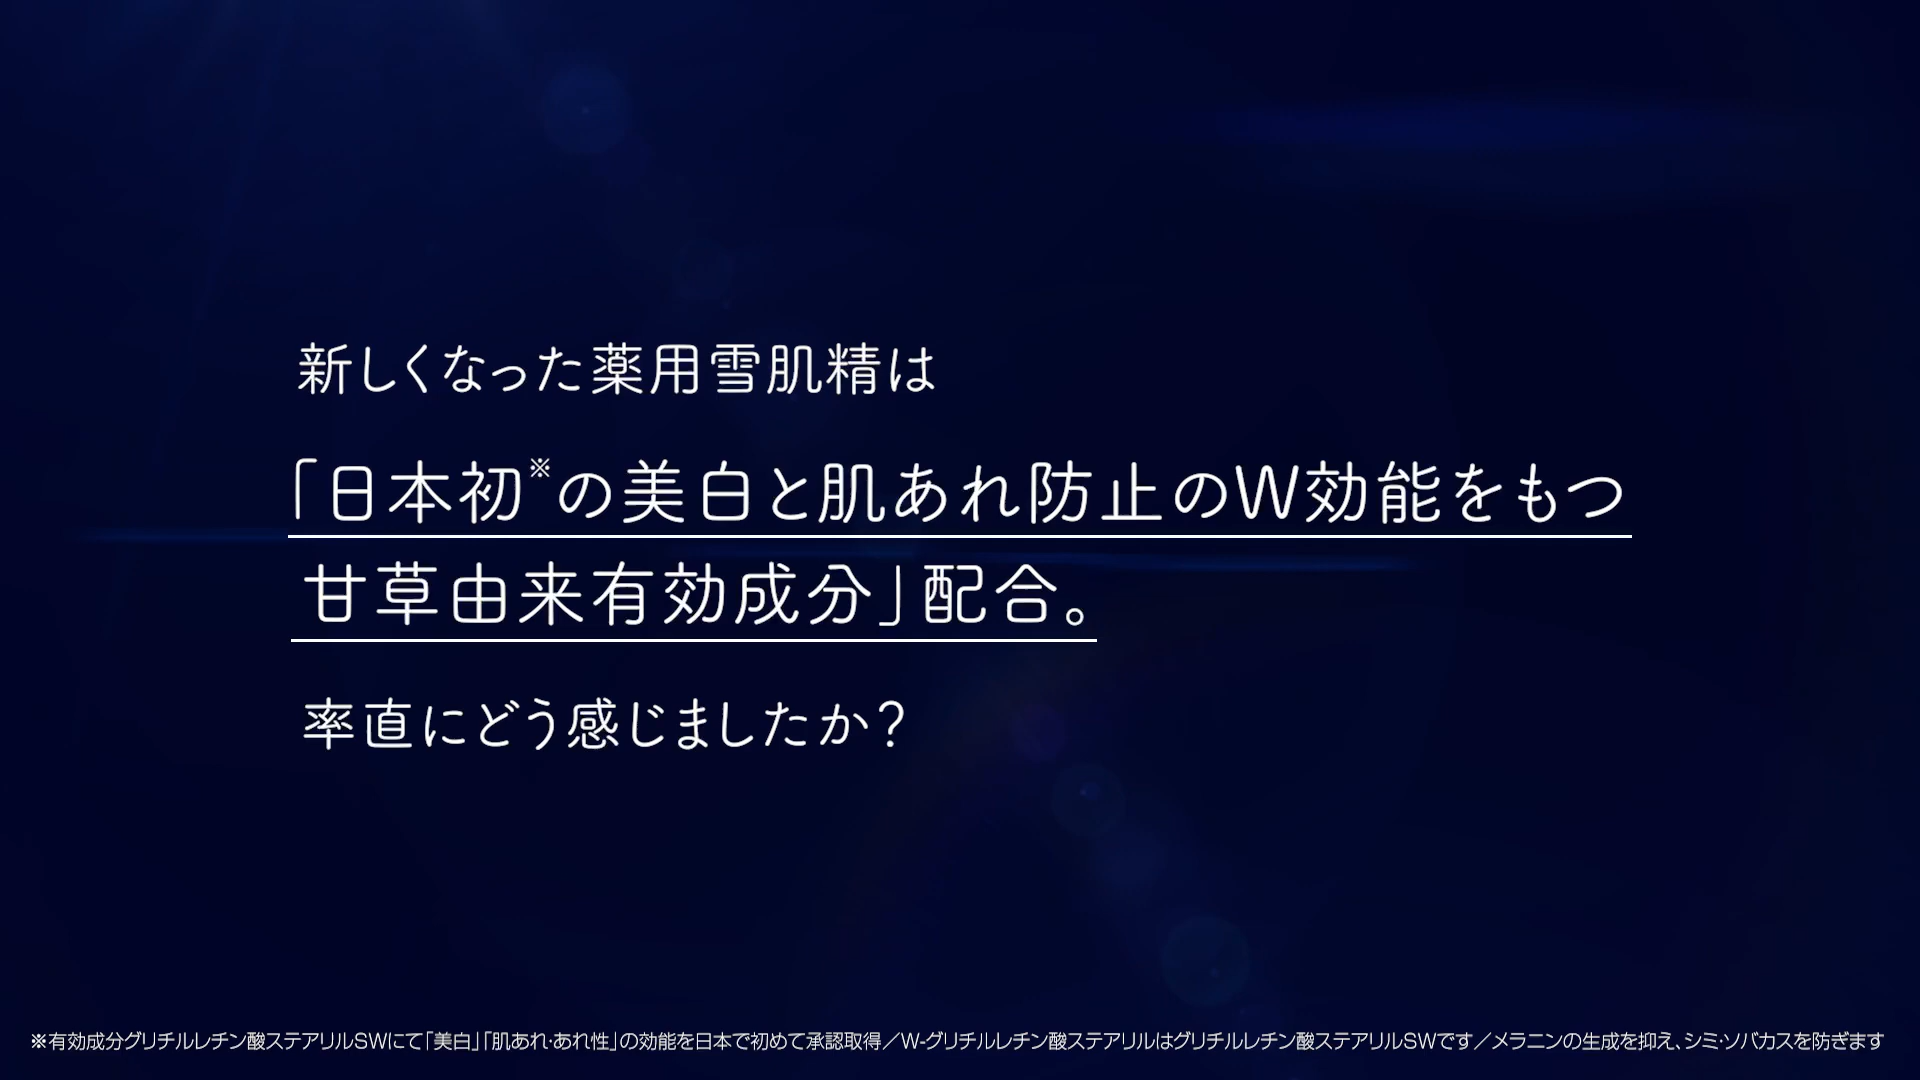 新しくなった薬用雪肌精は
「日本初※の美白と肌あれ防止のW効能をもつ
甘草由来有効成分」配合。
率直にどう感じましたか？
※有効成分グリチルレチン酸ステアリルSWにて「美白」「肌あれ･あれ性」の効能を日本で初めて承認取得／W-グリチルレチン酸ステアリルはグリチルレチン酸ステアリルSWです／メラニンの生成を抑え、シミ･ソバカスを防ぎます